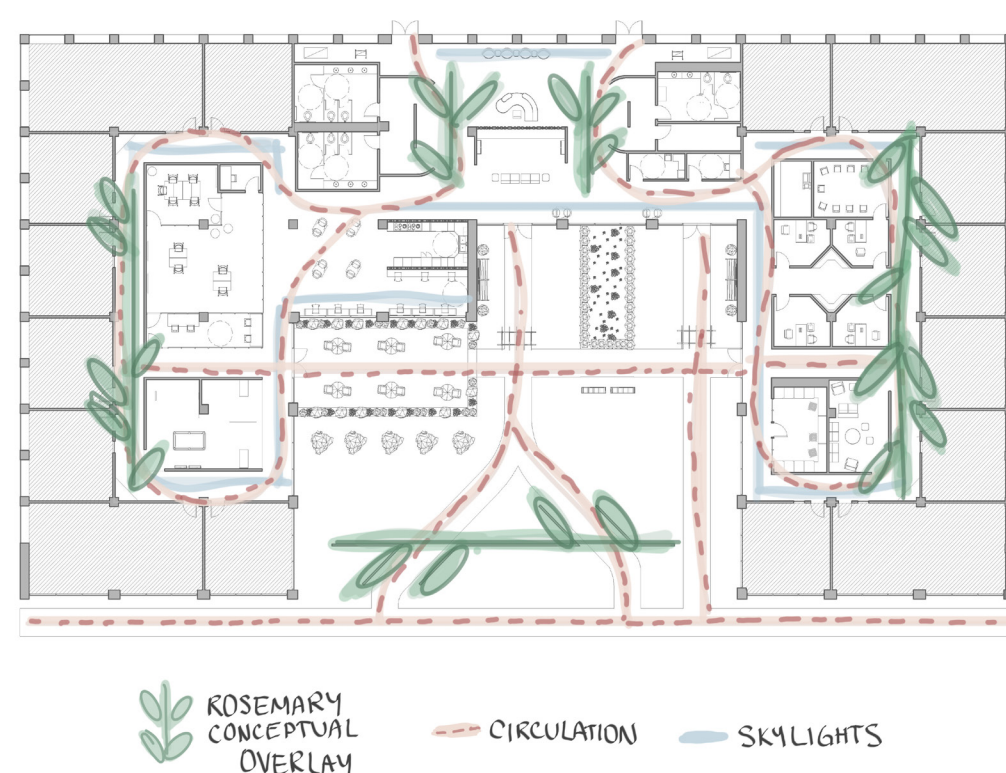 ROSEMARY
CONCEPTUAL
OVERLAY
CIRCULATION
SKYLIGHTS